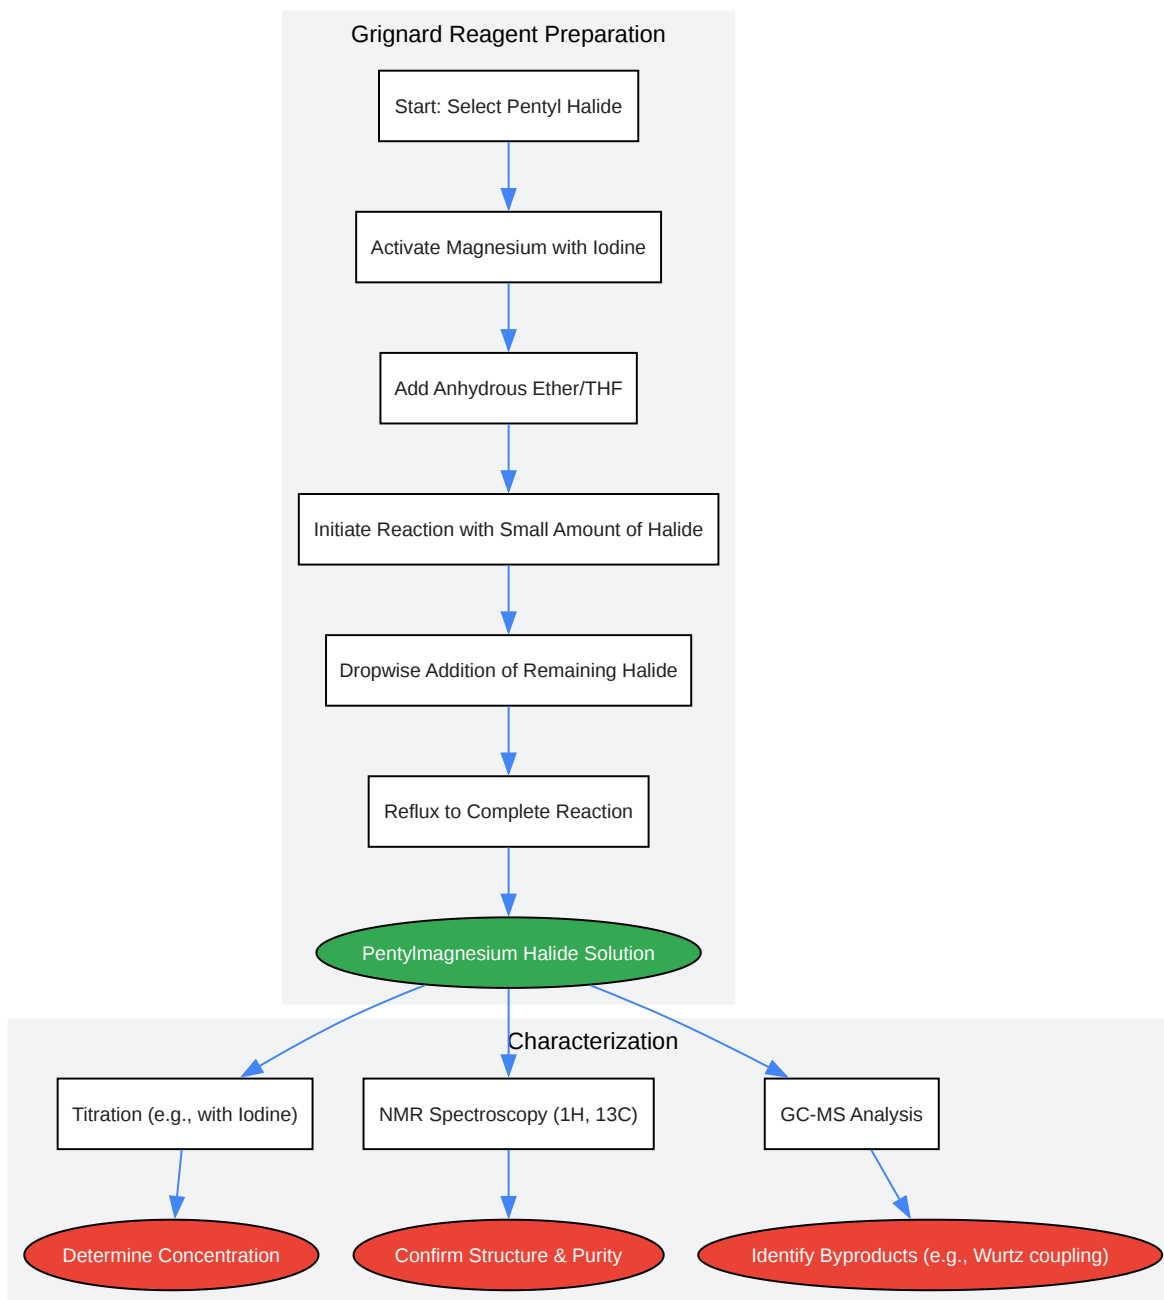 Grignard Reagent Preparation
Start: Select Pentyl Halide
Activate Magnesium with Iodine
Add Anhydrous Ether/THF
Initiate Reaction with Small Amount of Halide
Dropwise Addition of Remaining Halide
Reflux to Complete Reaction
Pentylmagnesium Halide Solution
Characterization
Titration (e.g., with Iodine)
NMR Spectroscopy (1H, 13C)
GC-MS Analysis
Determine Concentration
Confirm Structure & Purity
Identify Byproducts (e.g., Wurtz coupling)